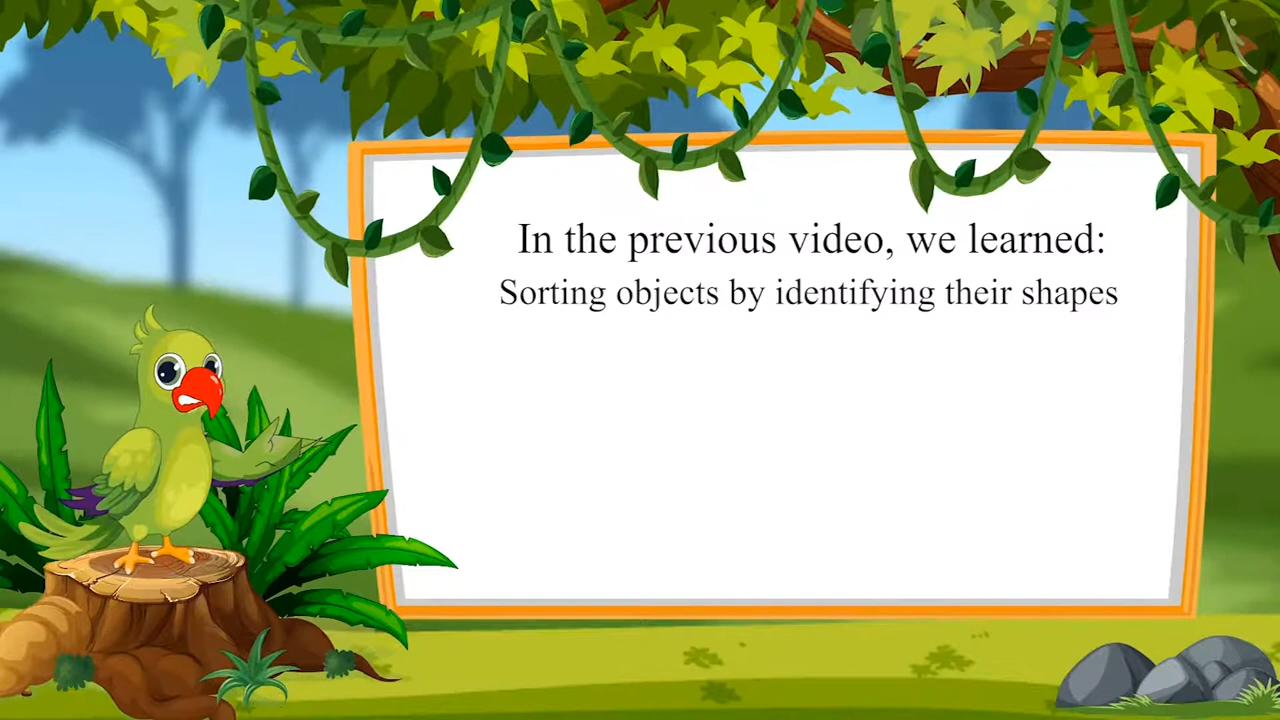 In the previous video, we learned:
Sorting objects by identifying their shapes